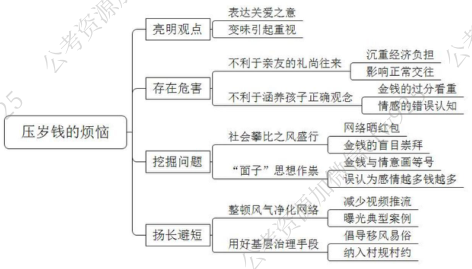 压岁钱的烦恼
亮明观点
表达关爱之意
变味引起重视
存在危害
不利于亲友的礼尚往来
沉重经济负担
影响正常交往
不利于涵养孩子正确观念
金钱的过分看重
情感的错误认知
挖掘问题
社会攀比之风盛行
网络晒红包
金钱的盲目崇拜
“面子”思想作祟
金钱与情意画等号
误认为感情越多钱越多
扬长避短
整顿风气净化网络
减少视频推流
曝光典型案例
用好基层治理手段
倡导移风易俗
纳入村规村约